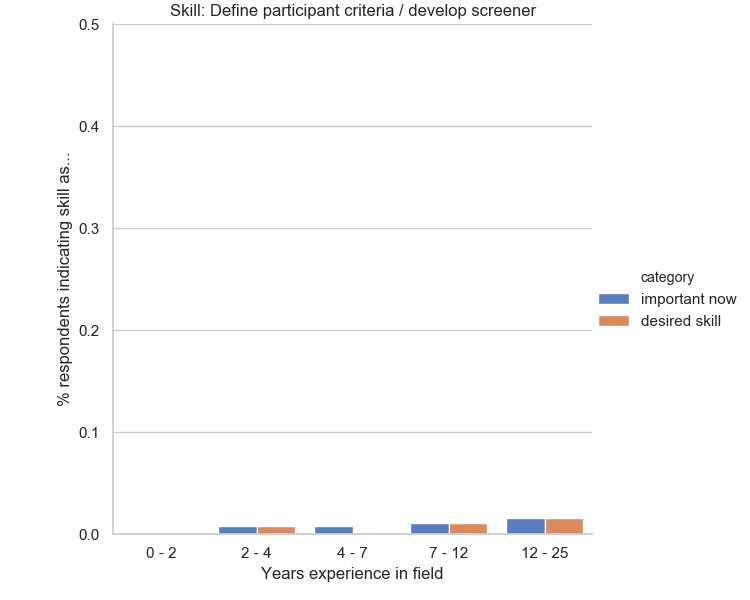 Skill: Define participant criteria / develop screener
% respondents indicating skill as...
0.5
0.4
0.3
0.2
0.1
0.0
0 - 2
2 - 4
4 - 7
7 - 12
12 - 25
Years experience in field
category
important now
desired skill